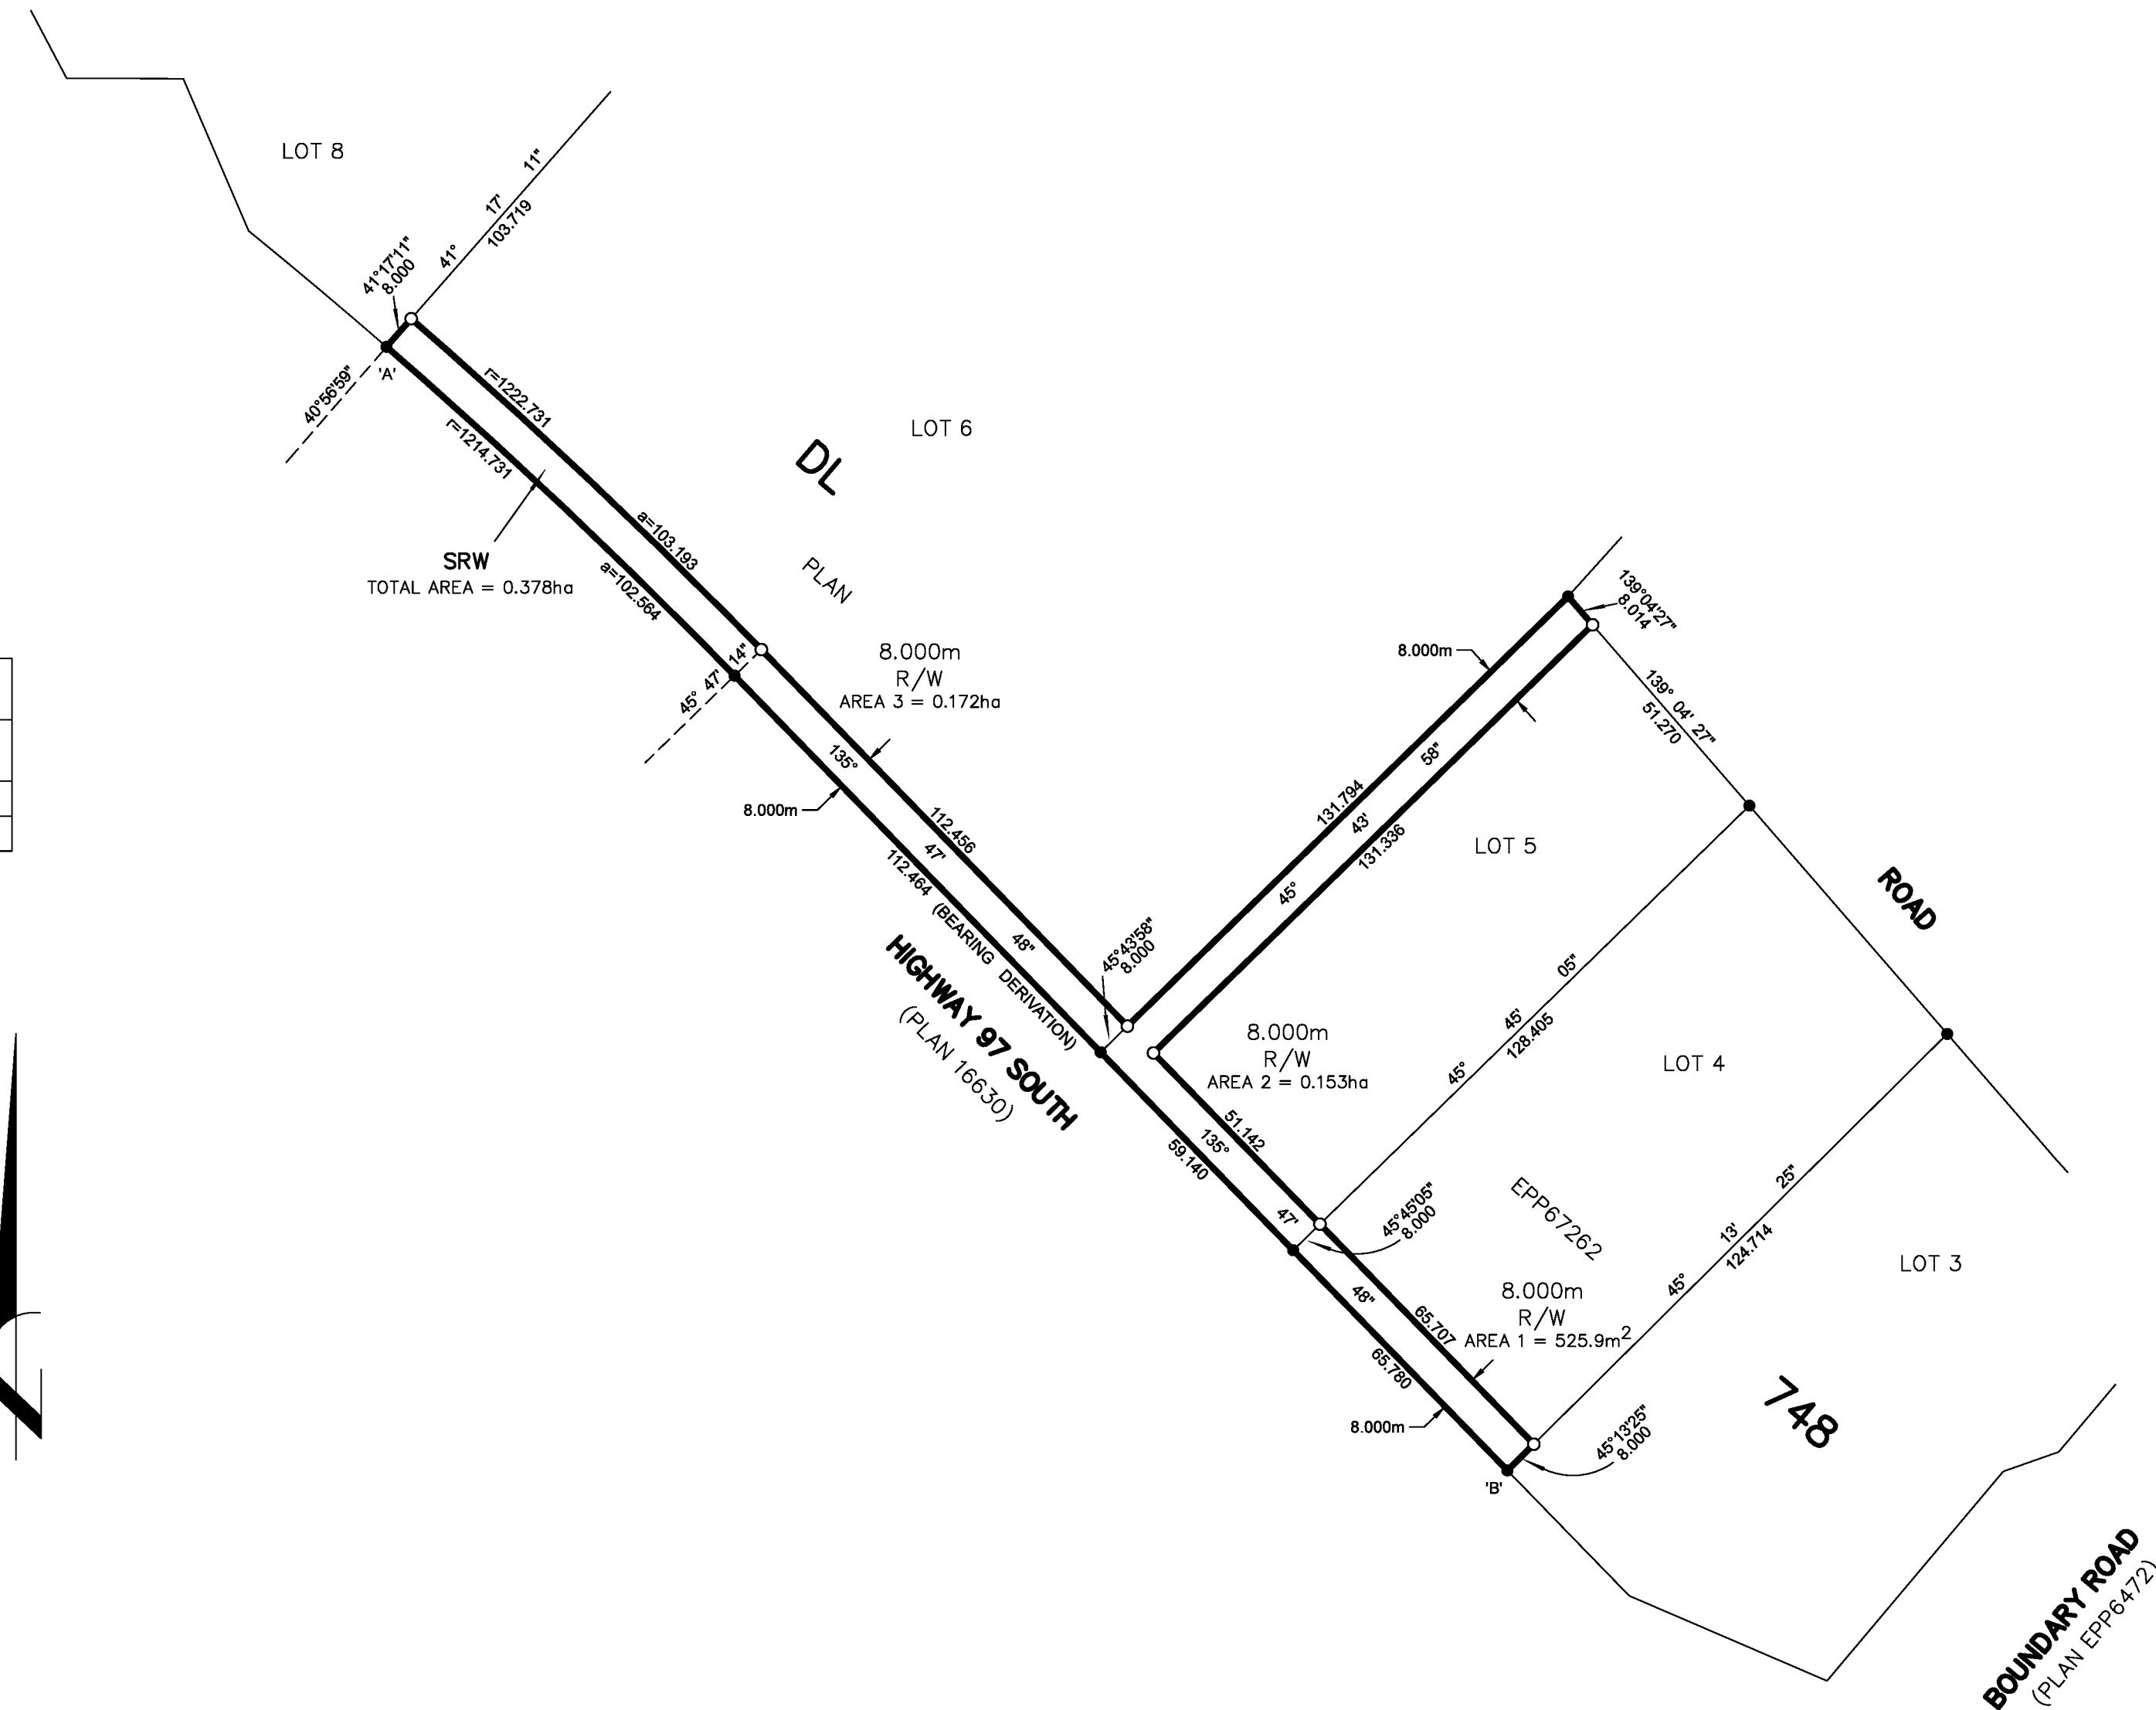 LOT 8
11"
17'
103.719
41°
41°17'11"
8.000
40°56'59"
'A'
r=1222.731
r=1214.731
LOT 6
DL
SRW
TOTAL AREA = 0.378ha
a=103.193
a=102.564
PLAN
14"
47'
45°
8.000m
R/W
AREA 3 = 0.172ha
135°
8.000m
112.456
47'
112.464 (BEARING DERIVATION)
48"
HIGHWAY 97 SOUTH
(PLAN 16630)
45°43'58"
8.000
8.000m
139°04'27"
8.014
139° 04' 27"
51.270
58"
131.794
43'
131.336
45°
LOT 5
ROAD
05"
45'
128.405
45°
8.000m
R/W
AREA 2 = 0.153ha
LOT 4
51.142
135°
59.140
47'
45°45'05"
8.000
EPP67262
25"
13'
124.714
45°
LOT 3
48"
65.707
65.780
8.000m
R/W
AREA 1 = 525.9m2
8.000m
45°13'25"
8.000
'B'
748
BOUNDARY ROAD
(PLAN EPP6472)